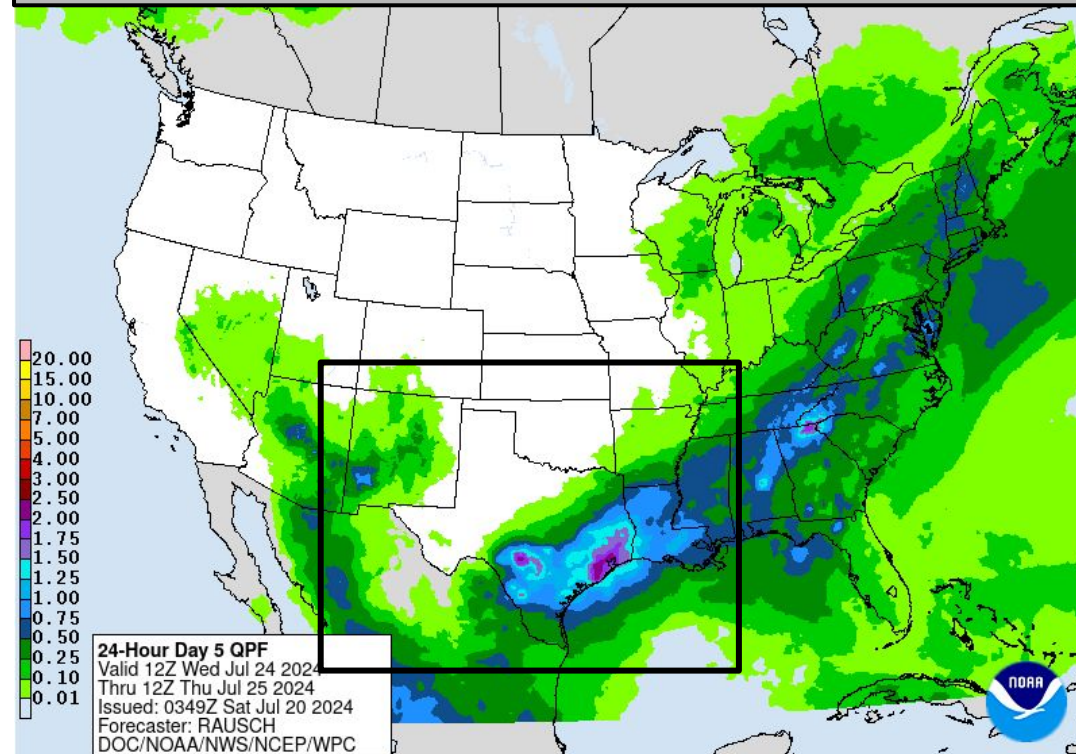 20.00
15.00
10.00
7.00
5.00
4.00
3.00
2.50
2.00
1.75
1.50
1.25
1.00
0.75
0.50
0.25
0.10
0.01
24-Hour Day 5 QPF
Valid 12Z Wed Jul 24 2024
Thru 12Z Thu Jul 25 2024
Issued: 0349Z Sat Jul 20 2024
Forecaster: RAUSCH
DOC/NOAA/NWS/NCEP/WPC
NOAA